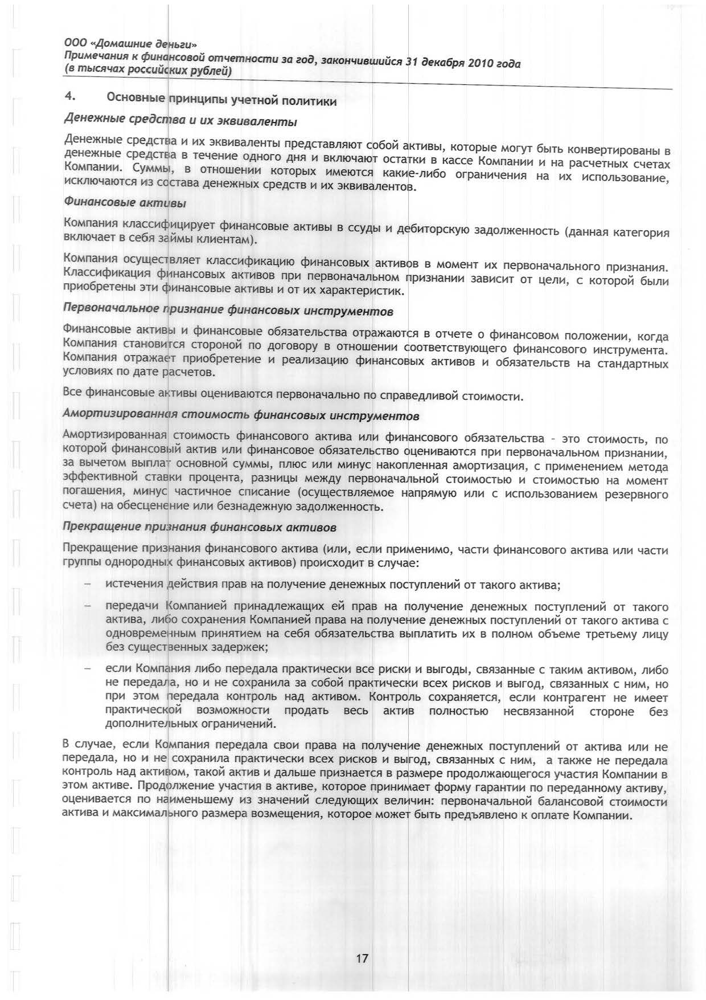 ООО «Домашние деньги»
Примечания к финансовой отчетности за год, закончившийся 31 декабря 2010 года
(в тысячах российских рублей)
4. Основные принципы учетной политики
Денежные средства и их эквиваленты
Денежные средства и их эквиваленты представляют собой активы, которые могут быть конвертированы в
денежные средства в течение одного дня и включают остатки в кассе Компании и на расчетных счетах
Компании. Суммы, в отношении которых имеются какие-либо ограничения на их использование,
исключаются из состава денежных средств и их эквивалентов.
Финансовые активы
Компания классифицирует финансовые активы в ссуды и дебиторскую задолженность (данная категория
включает в себя займы клиентам).
Компания осуществляет классификацию финансовых активов в момент их первоначального признания.
Классификация финансовых активов при первоначальном признании зависит от цели, с которой были
приобретены эти финансовые активы и от их характеристик.
Первоначальное признание финансовых инструментов
Финансовые активы и финансовые обязательства отражаются в отчете о финансовом положении, когда
Компания становится стороной по договору в отношении соответствующего финансового инструмента.
Компания отражает приобретение и реализацию финансовых активов и обязательств на стандартных
условиях по дате расчетов.
Все финансовые активы оцениваются первоначально по справедливой стоимости.
Амортизированная стоимость финансовых инструментов
Амортизированная стоимость финансового актива или финансового обязательства - это стоимость, по
которой финансовый актив или финансовое обязательство оцениваются при первоначальном признании,
за вычетом выплат основной суммы, плюс или минус накопленная амортизация, с применением метода
эффективной ставки процента, разницы между первоначальной стоимостью и стоимостью на момент
погашения, минус частичное списание (осуществляемое напрямую или с использованием резервного
счета) на обесценение или безнадежную задолженность.
Прекращение признания финансовых активов
Прекращение признания финансового актива (или, если применимо, части финансового актива или части
группы однородных финансовых активов) происходит в случае:
– истечения действия прав на получение денежных поступлений от такого актива;
– передачи Компанией принадлежащих ей прав на получение денежных поступлений от такого
актива, либо сохранения Компанией права на получение денежных поступлений от такого актива с
одновременным принятием на себя обязательства выплатить их в полном объеме третьему лицу
без существенных задержек;
– если Компания либо передала практически все риски и выгоды, связанные с таким активом, либо
не передала, но и не сохранила за собой практически всех рисков и выгод, связанных с ним, но
при этом передала контроль над активом. Контроль сохраняется, если контрагент не имеет
практической возможности продать весь актив полностью несвязанной стороне без
дополнительных ограничений.
В случае, если Компания передала свои права на получение денежных поступлений от актива или не
передала, но и не сохранила практически всех рисков и выгод, связанных с ним, а также не передала
контроль над активом, такой актив и дальше признается в размере продолжающегося участия Компании в
этом активе. Продолжение участия в активе, которое принимает форму гарантии по переданному активу,
оценивается по наименьшему из значений следующих величин: первоначальной балансовой стоимости
актива и максимального размера возмещения, которое может быть предъявлено к оплате Компании.
17